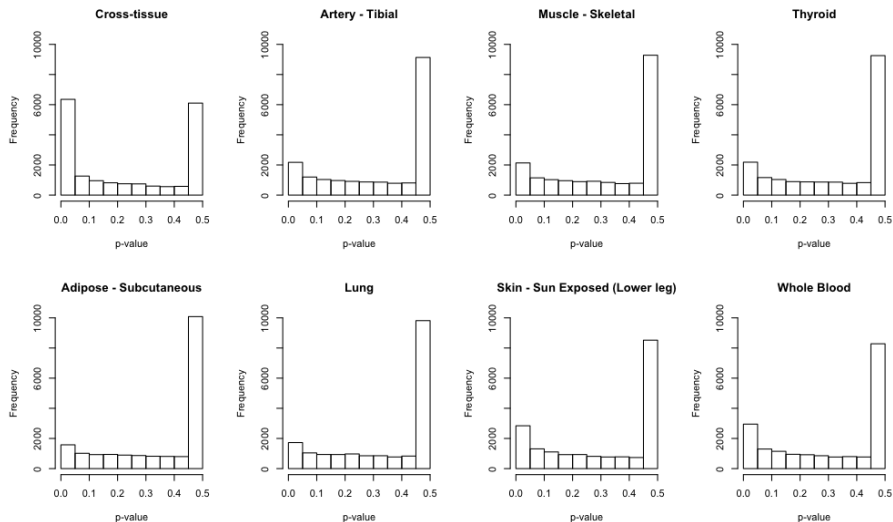 Cross-tissue
Artery - Tibial
Muscle - Skeletal
Thyroid
Frequency
0 2000 6000 10000
0.0 0.1 0.2 0.3 0.4 0.5
p-value
Frequency
0 2000 6000 10000
0.0 0.1 0.2 0.3 0.4 0.5
p-value
Frequency
0 2000 6000 10000
0.0 0.1 0.2 0.3 0.4 0.5
p-value
Frequency
0 2000 6000 10000
0.0 0.1 0.2 0.3 0.4 0.5
p-value
Adipose - Subcutaneous
Lung
Skin - Sun Exposed (Lower leg)
Whole Blood
Frequency
0 2000 6000 10000
0.0 0.1 0.2 0.3 0.4 0.5
p-value
Frequency
0 2000 6000 10000
0.0 0.1 0.2 0.3 0.4 0.5
p-value
Frequency
0 2000 6000 10000
0.0 0.1 0.2 0.3 0.4 0.5
p-value
Frequency
0 2000 6000 10000
0.0 0.1 0.2 0.3 0.4 0.5
p-value